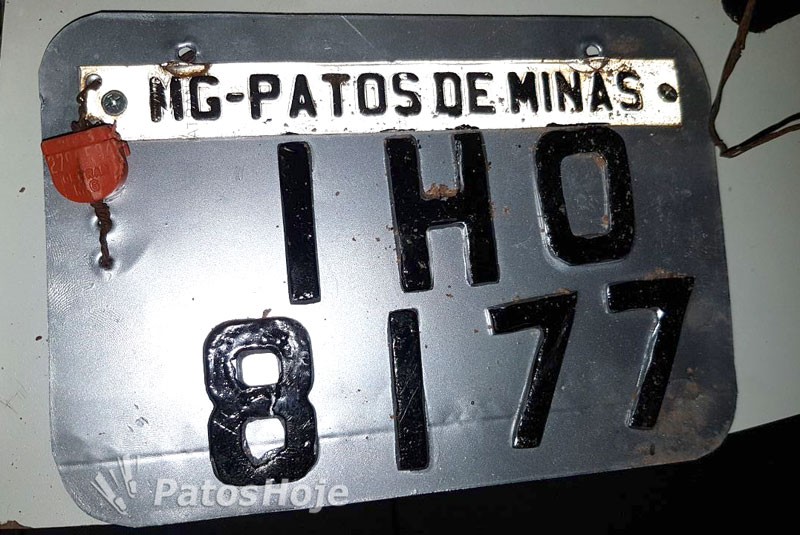 MG-PATOS DE MINAS
IHO
8177
PatosHoje